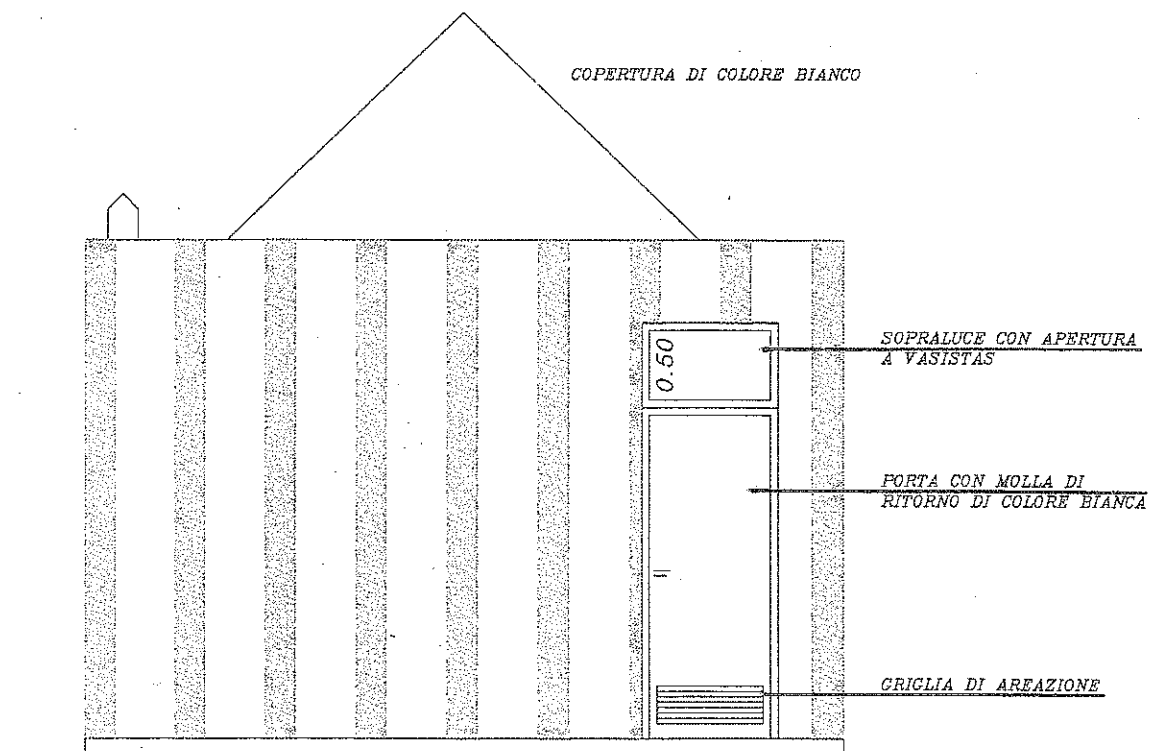 COPERTURA DI COLORE BIANCO
SOPRALUCE CON APERTURA
A VASISTAS
0.50
PORTA CON MOLLA DI
RITORNO DI COLORE BIANCA
GRIGLIA DI AREAZIONE